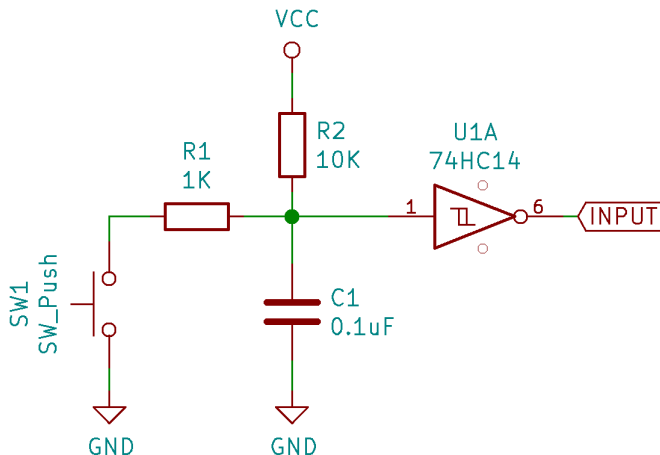 VCC
R2
10K
U1A
74HC14
R1
1K
1
6
INPUT
SW1
SW_Push
C1
0.1uF
GND
GND